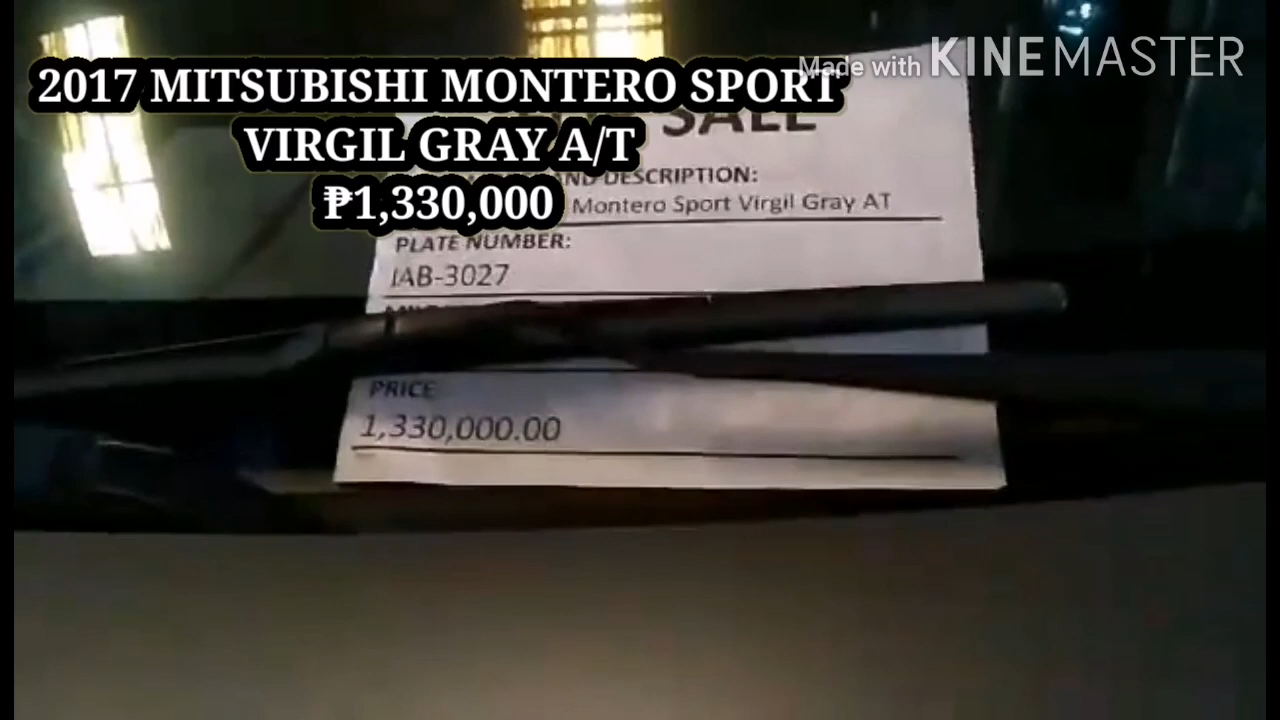 Made with KINEMASTER
2017 MITSUBISHI MONTERO SPORT
VIRGIL GRAY A/T
₱1,330,000
SALE
AND DESCRIPTION:
Montero Sport Virgil Gray AT
PLATE NUMBER:
IAB-3027
PRICE
1,330,000.00